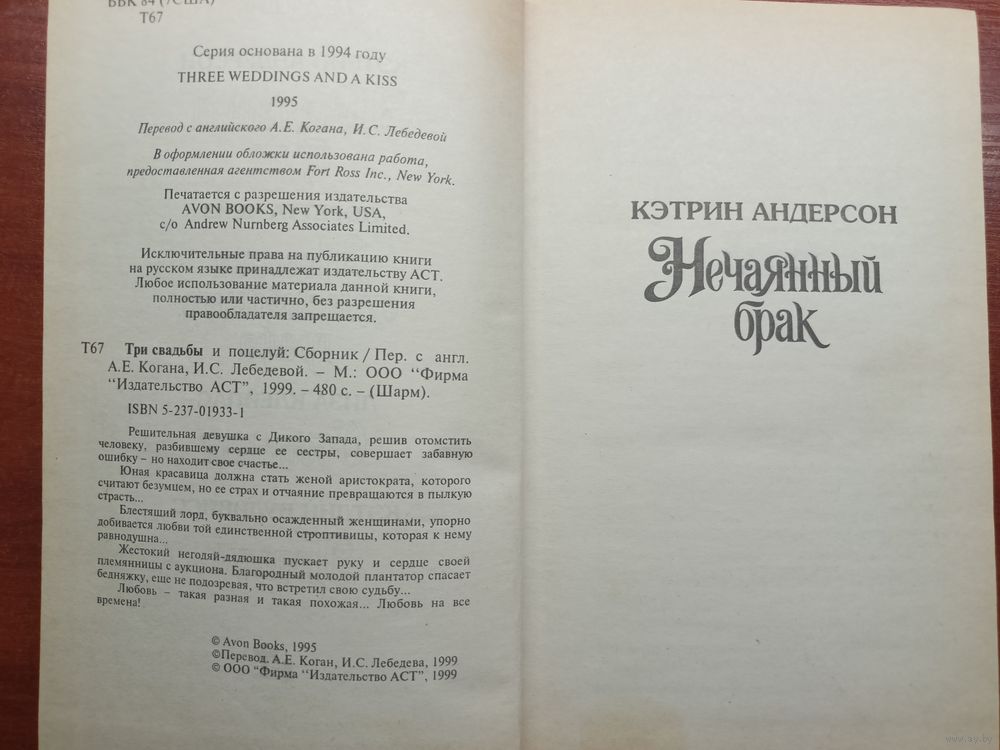 ББК 84 (7США)
Т67
Серия основана в 1994 году
THREE WEDDINGS AND A KISS
1995
Перевод с английского А.Е. Когана, И.С. Лебедевой
В оформлении обложки использована работа,
предоставленная агентством Fort Ross Inc., New York.
Печатается с разрешения издательства
AVON BOOKS, New York, USA,
c/o Andrew Nurnberg Associates Limited.
Исключительные права на публикацию книги
на русском языке принадлежат издательству АСТ.
Любое использование материала данной книги,
полностью или частично, без разрешения
правообладателя запрещается.
Т67 Три свадьбы и поцелуй: Сборник / Пер. с англ.
А.Е. Когана, И.С. Лебедевой. – М.: ООО "Фирма
"Издательство АСТ", 1999. – 480 с. – (Шарм).
ISBN 5-237-01933-1
Решительная девушка с Дикого Запада, решив отомстить
человеку, разбившему сердце ее сестры, совершает забавную
ошибку – но находит свое счастье...
Юная красавица должна стать женой аристократа, которого
считают безумцем, но ее страх и отчаяние превращаются в пылкую
страсть...
Блестящий лорд, буквально осажденный женщинами, упорно
добивается любви той единственной строптивицы, которая к нему
равнодушна...
Жестокий негодяй-дядюшка пускает руку и сердце своей
племянницы с аукциона. Благородный молодой плантатор спасает
бедняжку, еще не подозревая, что встретил свою судьбу...
Любовь – такая разная и такая похожая... Любовь на все
времена!
© Avon Books, 1995
©Перевод. А.Е. Коган, И.С. Лебедева, 1999
© ООО "Фирма "Издательство АСТ", 1999
КЭТРИН АНДЕРСОН
Нечаянный
брак
www.ay.by